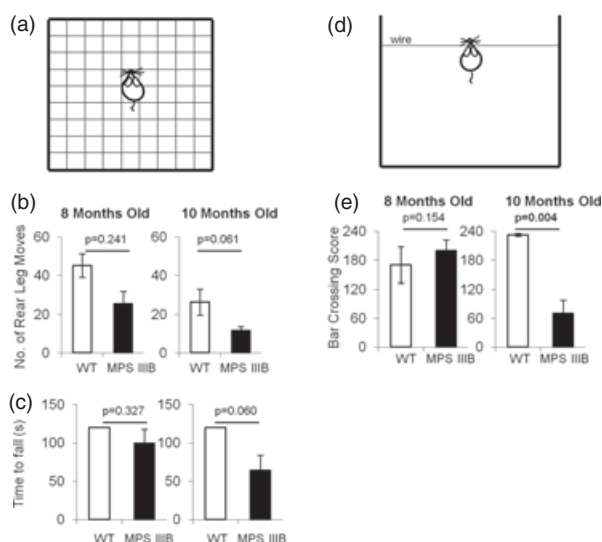 (a)
(d)
wire
(b)
8 Months Old
10 Months Old
No. of Rear Leg Moves
60
40
20
0
p=0.241
WT MPS IIIB
60
40
20
0
p=0.061
WT MPS IIIB
(e)
8 Months Old
10 Months Old
Bar Crossing Score
240
180
120
60
0
p=0.154
WT MPS IIIB
240
180
120
60
0
p=0.004
WT MPS IIIB
(c)
Time to fall (s)
150
100
50
0
p=0.327
WT MPS IIIB
150
100
50
0
p=0.060
WT MPS IIIB